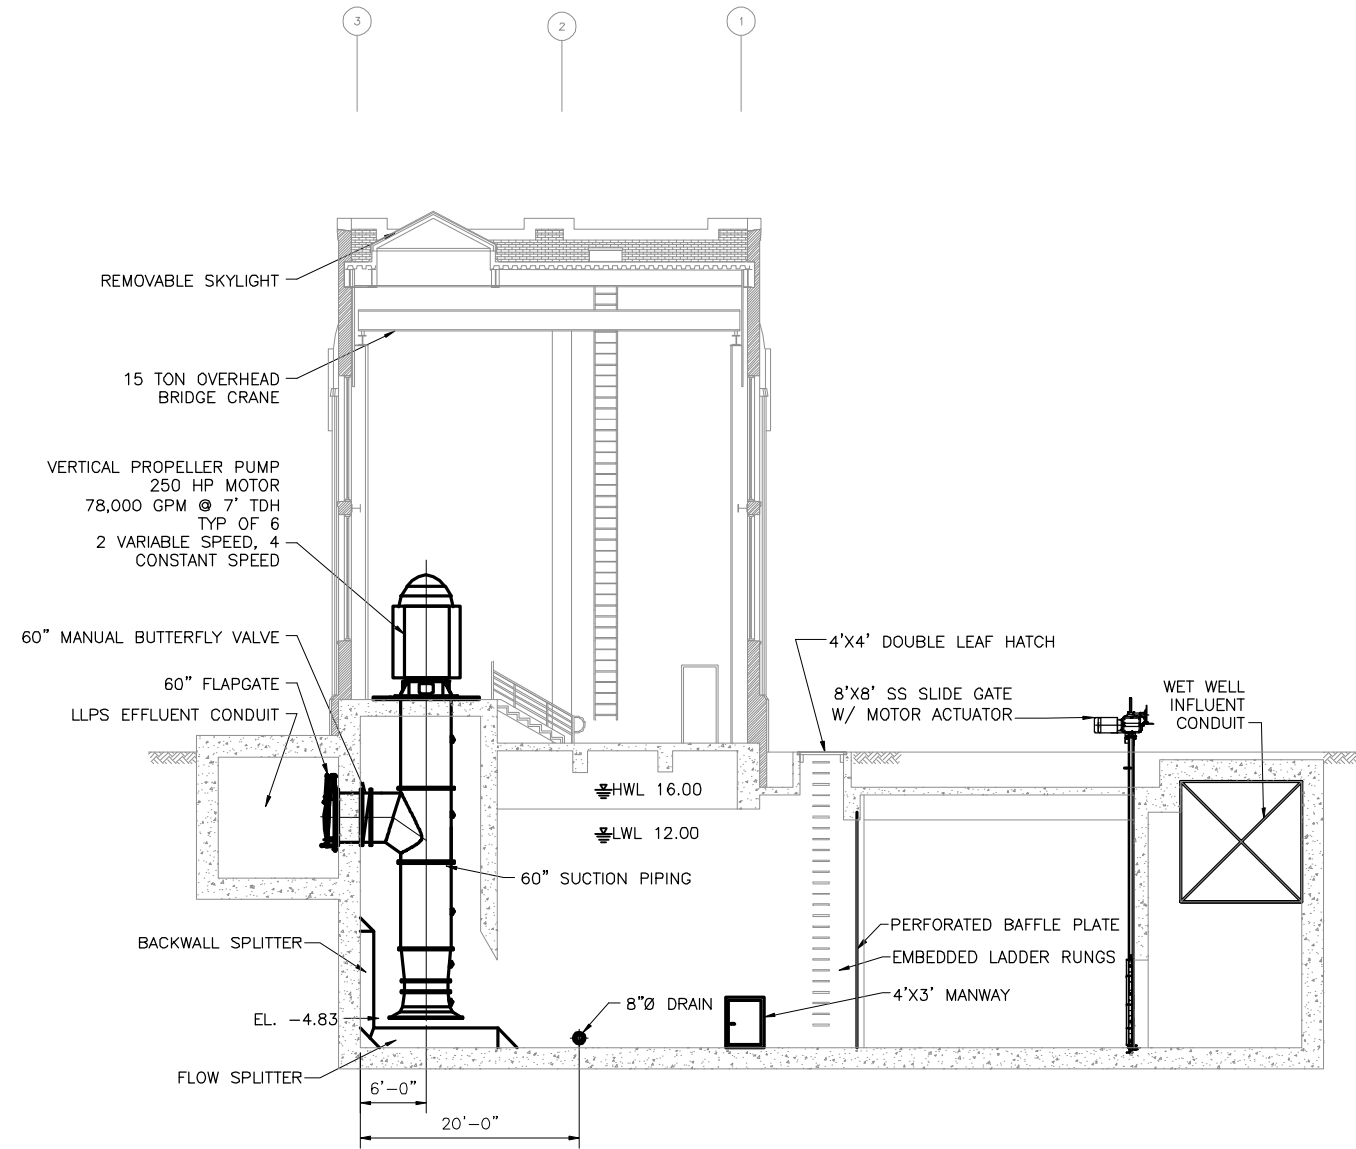 3
2
1
REMOVABLE SKYLIGHT
15 TON OVERHEAD
BRIDGE CRANE
VERTICAL PROPELLER PUMP
250 HP MOTOR
78,000 GPM @ 7' TDH
TYP OF 6
2 VARIABLE SPEED, 4
CONSTANT SPEED
60" MANUAL BUTTERFLY VALVE
60" FLAPGATE
LLPS EFFLUENT CONDUIT
4'X4' DOUBLE LEAF HATCH
8'X8' SS SLIDE GATE
W/ MOTOR ACTUATOR
WET WELL
INFLUENT
CONDUIT
HWL 16.00
LWL 12.00
60" SUCTION PIPING
PERFORATED BAFFLE PLATE
BACKWALL SPLITTER
EMBEDDED LADDER RUNGS
4'X3' MANWAY
8"Ø DRAIN
EL. -4.83
FLOW SPLITTER
6'-0"
20'-0"